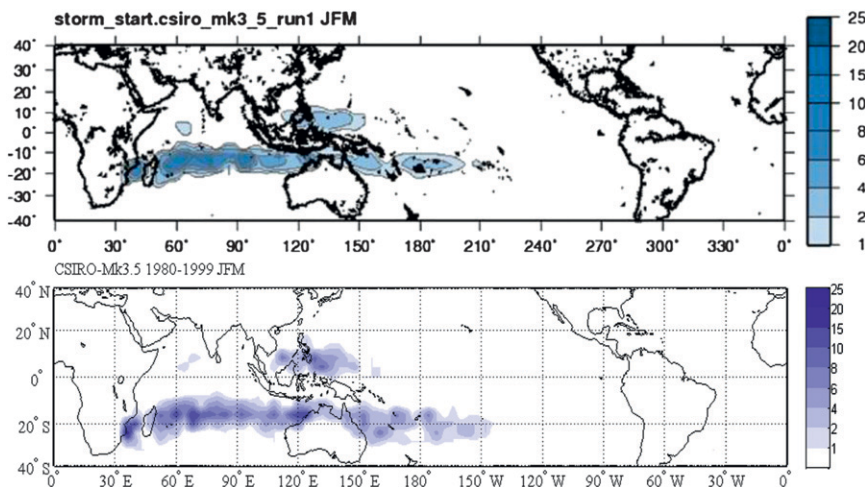 storm_start.csiro_mk3_5_run1 JFM
40° 30° 20° 10° 0° -10° -20° -30° -40°
0° 30° 60° 90° 120° 150° 180° 210° 240° 270° 300° 330° 0°
25 20 15 10 8 6 4 2 1
CSIRO-Mk3.5 1980-1999 JFM
40° N 20° N 0° 20° S 40° S
0° 30° E 60° E 90° E 120° E 150° E 180° W 150° W 120° W 90° W 60° W 30° W 0°
25 20 15 10 8 6 4 2 1